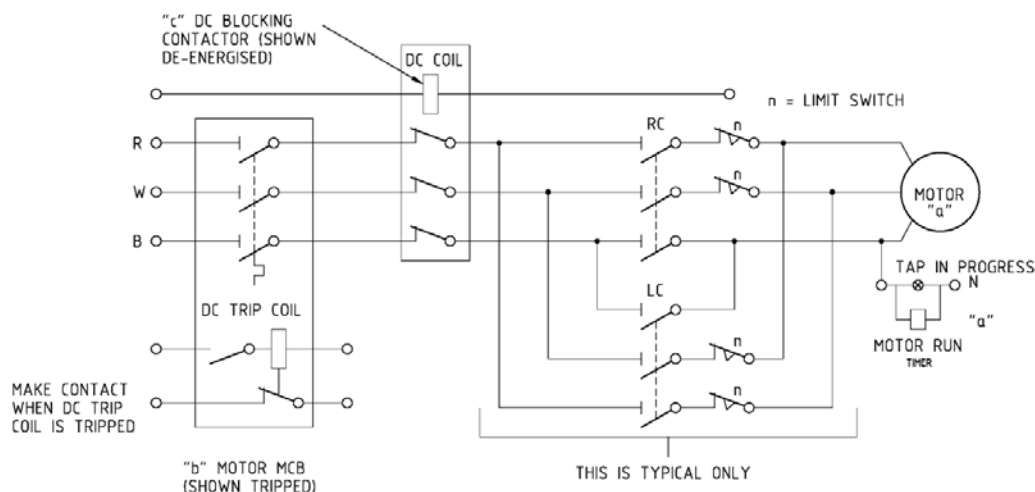 "c" DC BLOCKING
CONTACTOR (SHOWN
DE-ENERGISED)
DC COIL
n = LIMIT SWITCH
R
RC
n
W
n
MOTOR
"a"
B
TAP IN PROGRESS
N
LC
DC TRIP COIL
"a"
n
MOTOR RUN
TIMER
MAKE CONTACT
WHEN DC TRIP
COIL IS TRIPPED
n
"b" MOTOR MCB
(SHOWN TRIPPED)
THIS IS TYPICAL ONLY